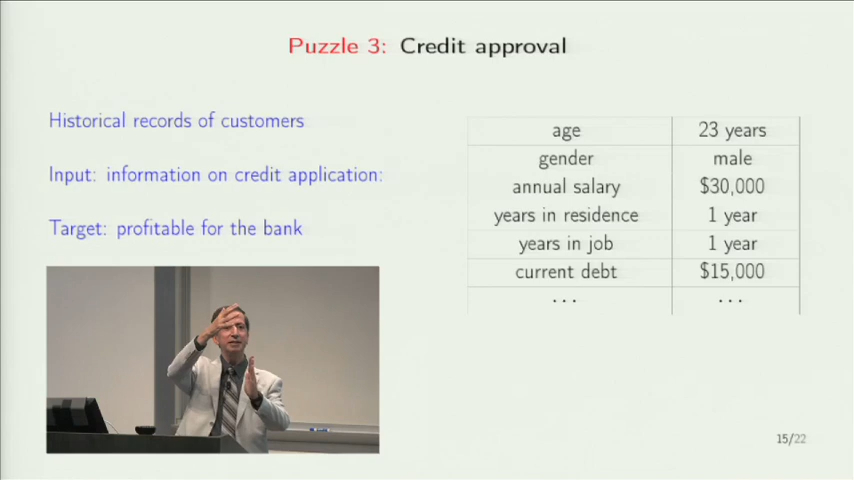 Puzzle 3: Credit approval
Historical records of customers
Input: information on credit application:
Target: profitable for the bank
age 23 years
gender male
annual salary $30,000
years in residence 1 year
years in job 1 year
current debt $15,000
... ...
15/22